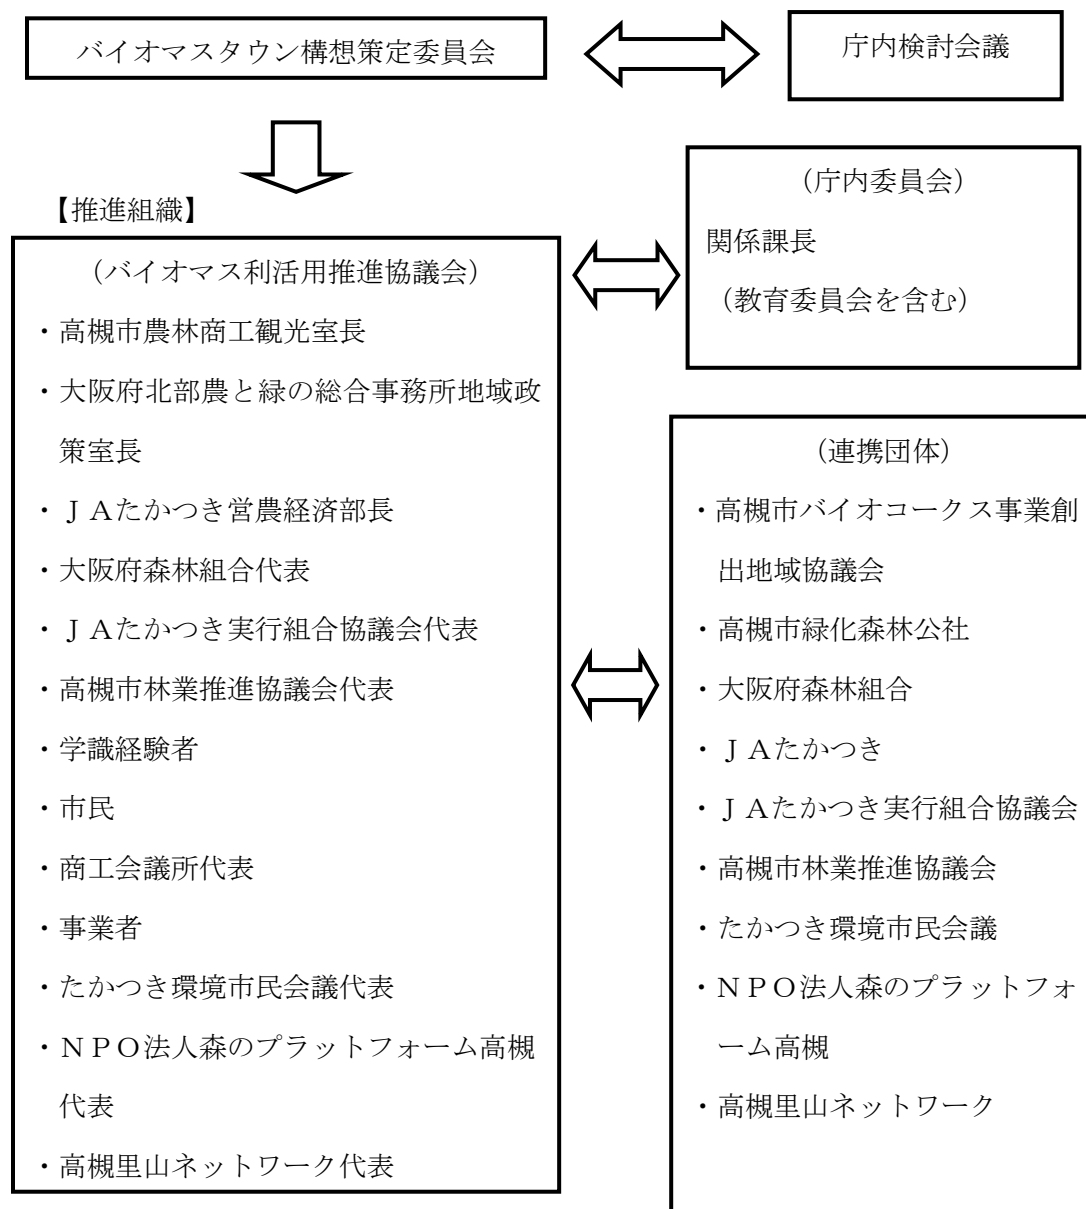 バイオマスタウン構想策定委員会
庁内検討会議
【推進組織】
（バイオマス利活用推進協議会）
・高槻市農林商工観光室長
・大阪府北部農と緑の総合事務所地域政
策室長
・ＪＡたかつき営農経済部長
・大阪府森林組合代表
・ＪＡたかつき実行組合協議会代表
・高槻市林業推進協議会代表
・学識経験者
・市民
・商工会議所代表
・事業者
・たかつき環境市民会議代表
・ＮＰＯ法人森のプラットフォーム高槻
代表
・高槻里山ネットワーク代表
（庁内委員会）
関係課長
（教育委員会を含む）
（連携団体）
・高槻市バイオコークス事業創
出地域協議会
・高槻市緑化森林公社
・大阪府森林組合
・ＪＡたかつき
・ＪＡたかつき実行組合協議会
・高槻市林業推進協議会
・たかつき環境市民会議
・ＮＰＯ法人森のプラットフォ
ーム高槻
・高槻里山ネットワーク